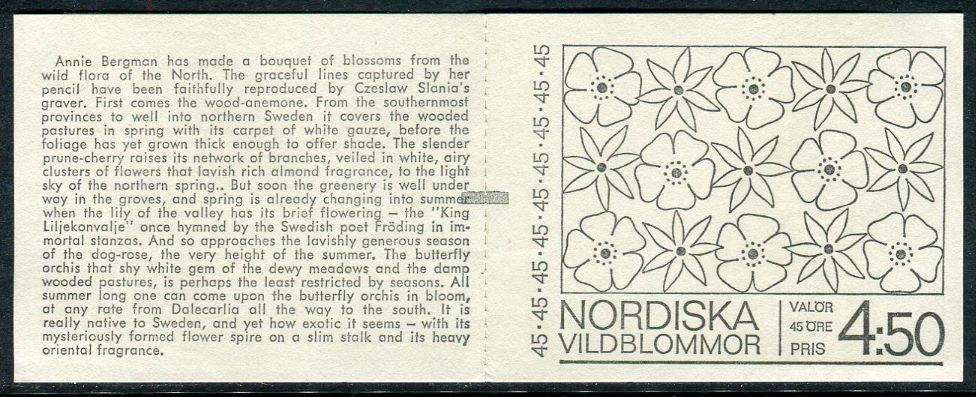 Annie Bergman has made a bouquet of blossoms from the
wild flora of the North. The graceful lines captured by her
pencil have been faithfully reproduced by Czeslaw Slania's
graver. First comes the wood-anemone. From the southernmost
provinces to well into northern Sweden it covers the wooded
pastures in spring with its carpet of white gauze, before the
foliage has yet grown thick enough to offer shade. The slender
prune-cherry raises its network of branches, veiled in white, airy
clusters of flowers that lavish rich almond fragrance, to the light
sky of the northern spring.. But soon the greenery is well under
way in the groves, and spring is already changing into summer
when the lily of the valley has its brief flowering – the "King
Liljekonvalje" once hymned by the Swedish poet Fröding in im-
mortal stanzas. And so approaches the lavishly generous season
of the dog-rose, the very height of the summer. The butterfly
orchis that shy white gem of the dewy meadows and the damp
wooded pastures, is perhaps the least restricted by seasons. All
summer long one can come upon the butterfly orchis in bloom,
at any rate from Dalecarlia all the way to the south. It is
really native to Sweden, and yet how exotic it seems – with its
mysteriously formed flower spire on a slim stalk and its heavy
oriental fragrance.
45·45·45·45·45·45·45·45·45·45
NORDISKA
VILDBLOMMOR
VALÖR
45 ÖRE
PRIS
4:50